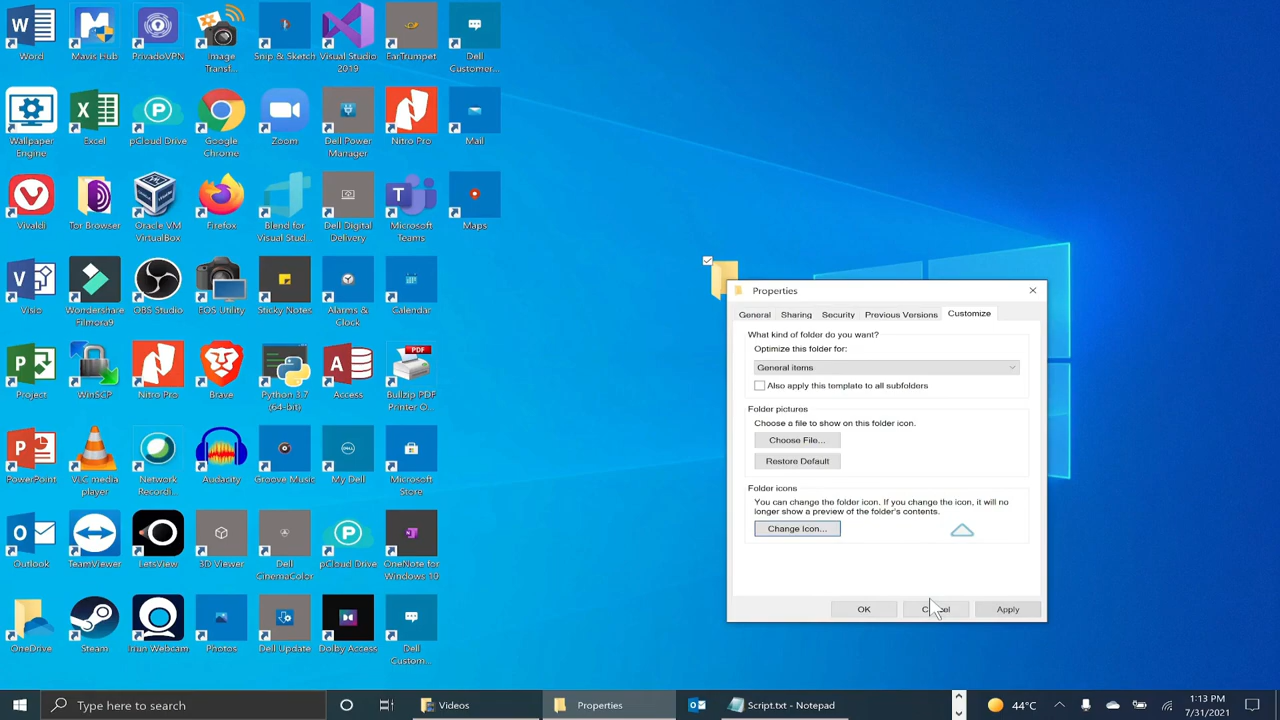 Word
Mavis Hub
PrivadoVPN
Image
Transf...
Snip & Sketch
Visual Studio
2019
EarTrumpet
Dell
Customer...
Wallpaper
Engine
Excel
pCloud Drive
Google
Chrome
Zoom
Dell Power
Manager
Nitro Pro
Mail
Vivaldi
Tor Browser
Oracle VM
VirtualBox
Firefox
Blend for
Visual Stud...
Dell Digital
Delivery
Microsoft
Teams
Maps
Visio
Wondershare
Filmora9
OBS Studio
EOS Utility
Sticky Notes
Alarms &
Clock
Calendar
Project
WinSCP
Nitro Pro
Brave
Python 3.7
(64-bit)
Access
PDF
Bullzip PDF
Printer O...
PowerPoint
VLC media
player
Network
Recordi...
Audacity
Groove Music
My Dell
Microsoft
Store
Outlook
TeamViewer
LetsView
3D Viewer
Dell
CinemaColor
pCloud Drive
OneNote for
Windows 10
OneDrive
Steam
Iriun Webcam
Photos
Dell Update
Dolby Access
Dell
Custom...
Properties
General
Sharing
Security
Previous Versions
Customize
What kind of folder do you want?
Optimize this folder for:
General items
Also apply this template to all subfolders
Folder pictures
Choose a file to show on this folder icon.
Choose File...
Restore Default
Folder icons
You can change the folder icon. If you change the icon, it will no
longer show a preview of the folder's contents.
Change Icon...
OK
Cancel
Apply
Type here to search
Videos
Properties
Script.txt - Notepad
44°C
1:13 PM
7/31/2021